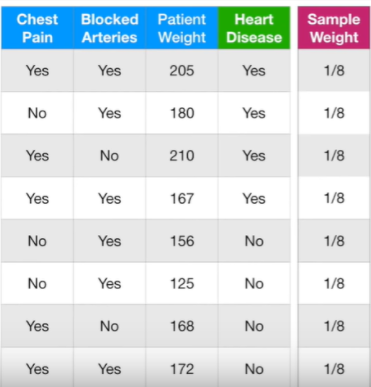 Chest Pain Blocked Arteries Patient Weight Heart Disease Sample Weight
Yes Yes 205 Yes 1/8
No Yes 180 Yes 1/8
Yes No 210 Yes 1/8
Yes Yes 167 Yes 1/8
No Yes 156 No 1/8
No Yes 125 No 1/8
Yes No 168 No 1/8
Yes Yes 172 No 1/8